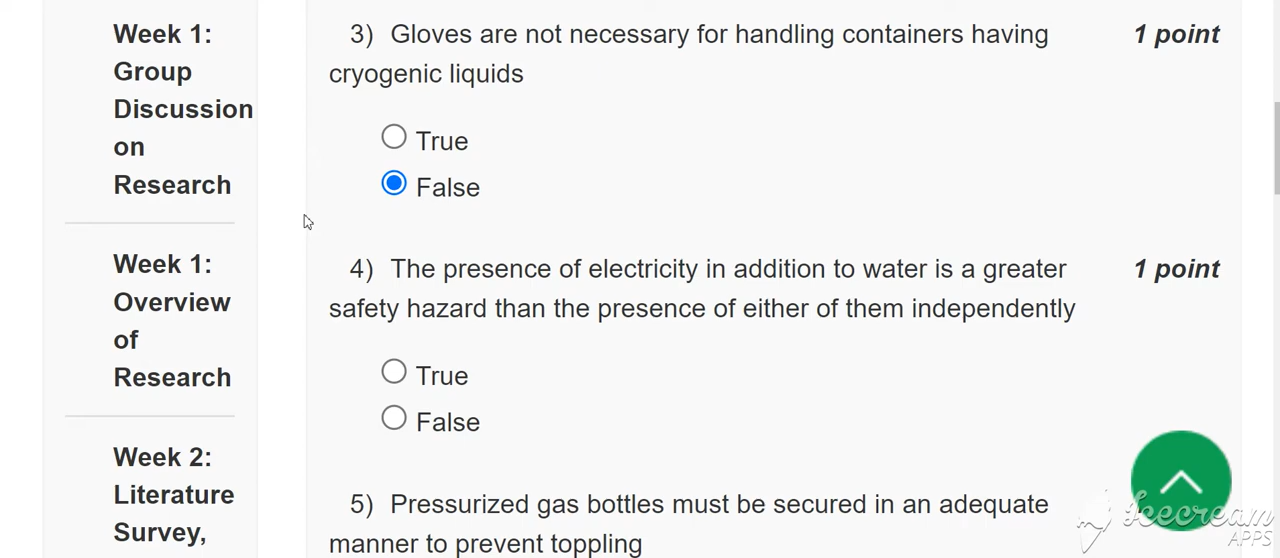 Week 1:
Group
Discussion
on
Research
Week 1:
Overview
of
Research
Week 2:
Literature
Survey,
3) Gloves are not necessary for handling containers having 1 point
cryogenic liquids
True
False
4) The presence of electricity in addition to water is a greater 1 point
safety hazard than the presence of either of them independently
True
False
5) Pressurized gas bottles must be secured in an adequate
manner to prevent toppling
Icecream
APPS